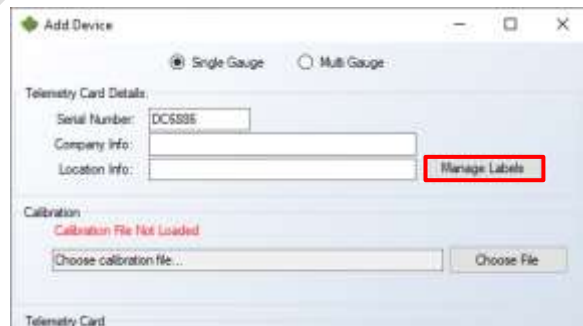 Add Device
Single Gauge Multi Gauge
Telemetry Card Details
Serial Number: DC6886
Company Info:
Location Info: Manage Labels
Calibration
Calibration File Not Loaded
Choose calibration file... Choose File
Telemetry Card